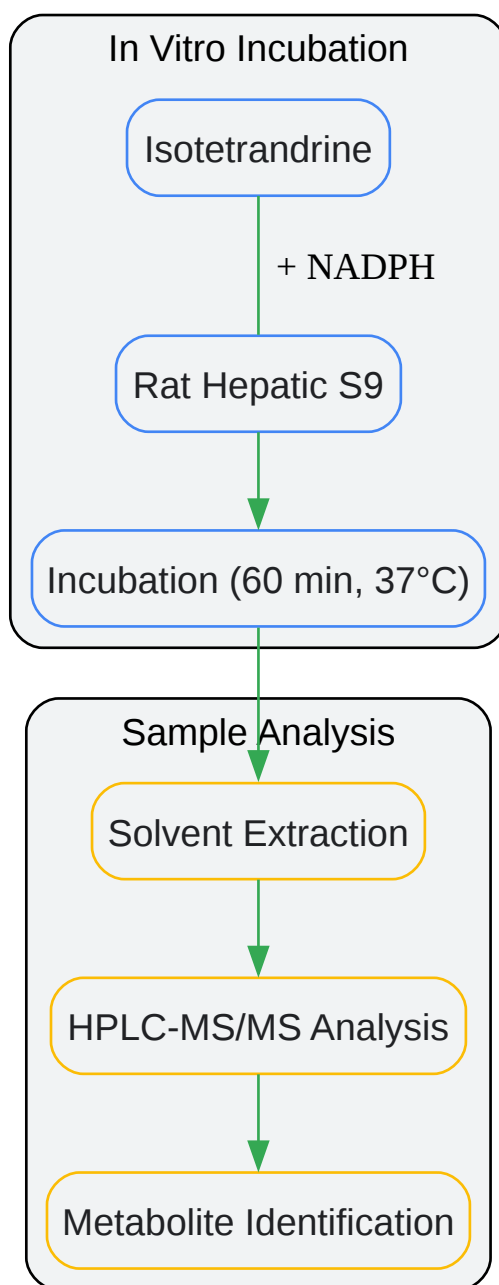 In Vitro Incubation
Isotetrandrine
+ NADPH
Rat Hepatic S9
Incubation (60 min, 37°C)
Sample Analysis
Solvent Extraction
HPLC-MS/MS Analysis
Metabolite Identification